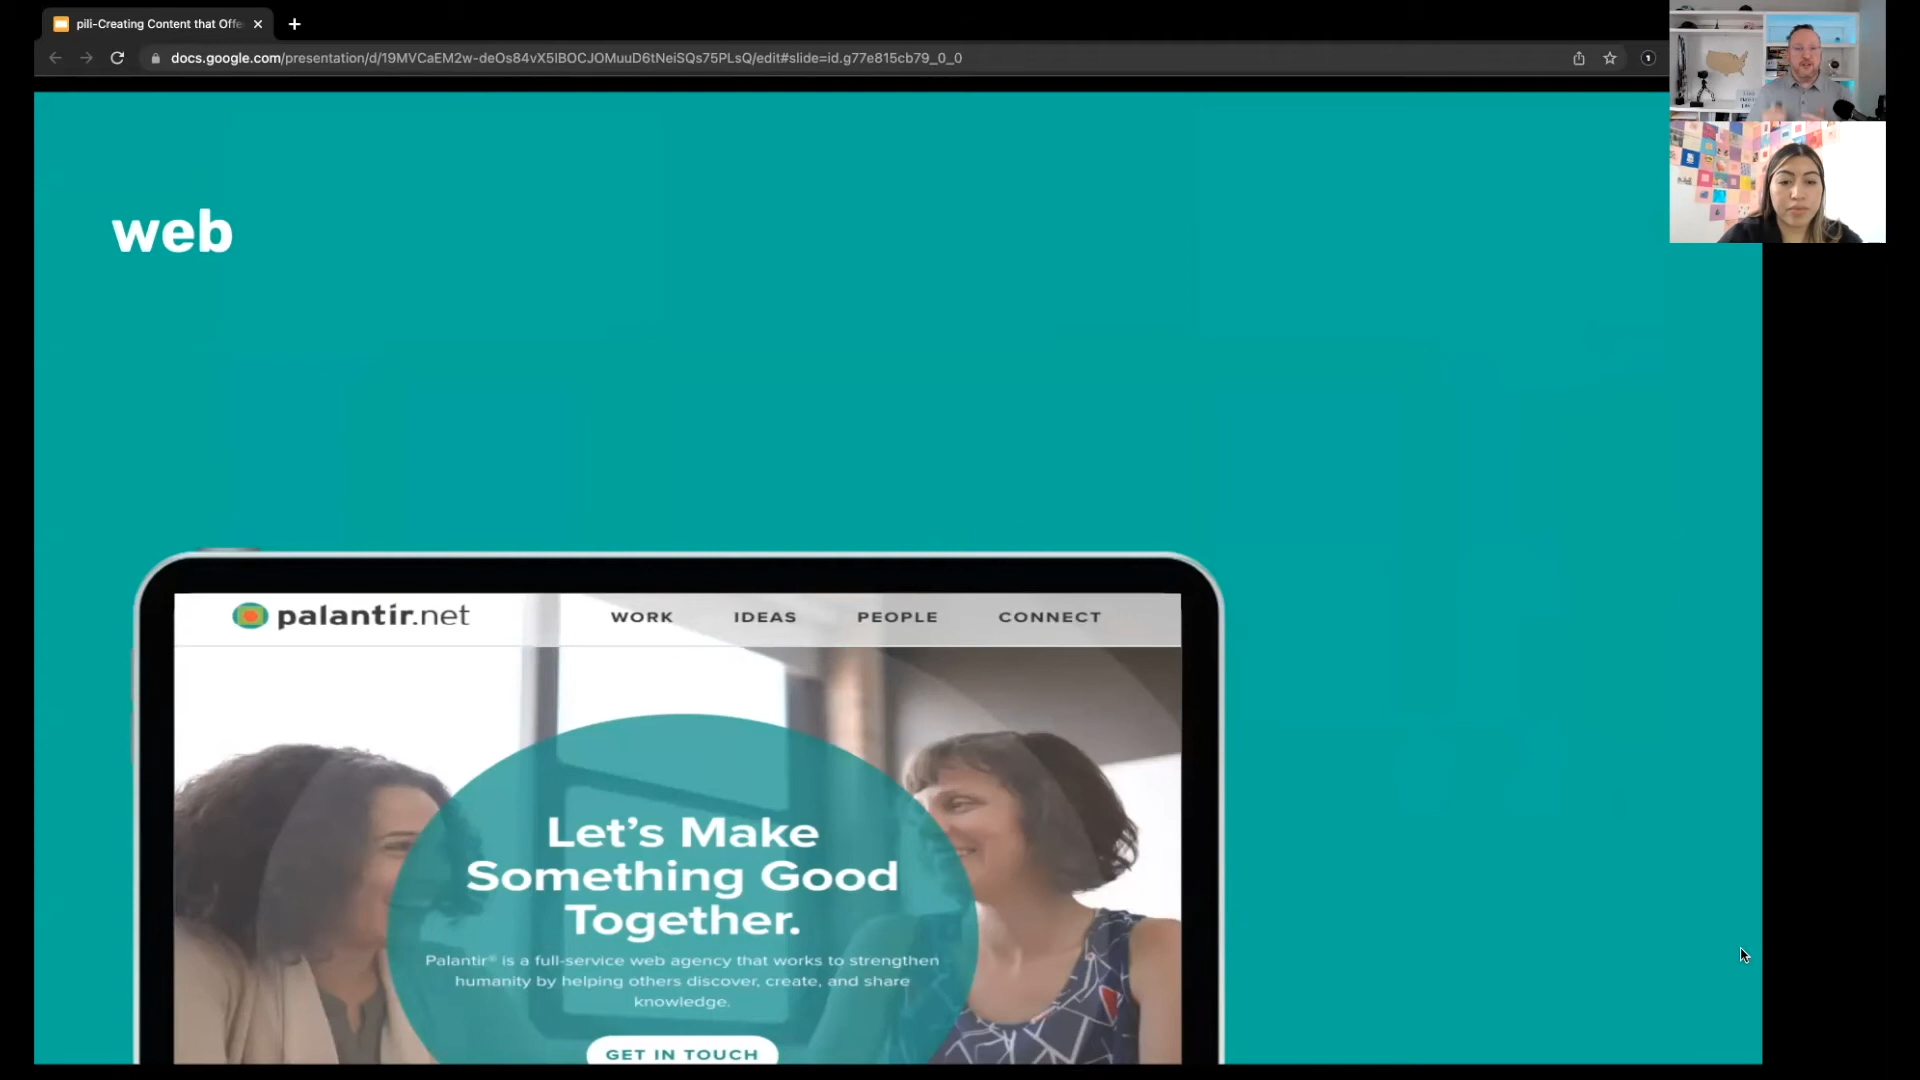 pili-Creating Content that Offe
docs.google.com/presentation/d/19MVCaEM2w-deOs84vX5IBOCJOMuuD6tNeiSQs75PLsQ/edit#slide=id.g77e815cb79_0_0
web
palantir.net
WORK IDEAS PEOPLE CONNECT
Let's Make
Something Good
Together.
Palantir® is a full-service web agency that works to strengthen
humanity by helping others discover, create, and share
knowledge.
GET IN TOUCH